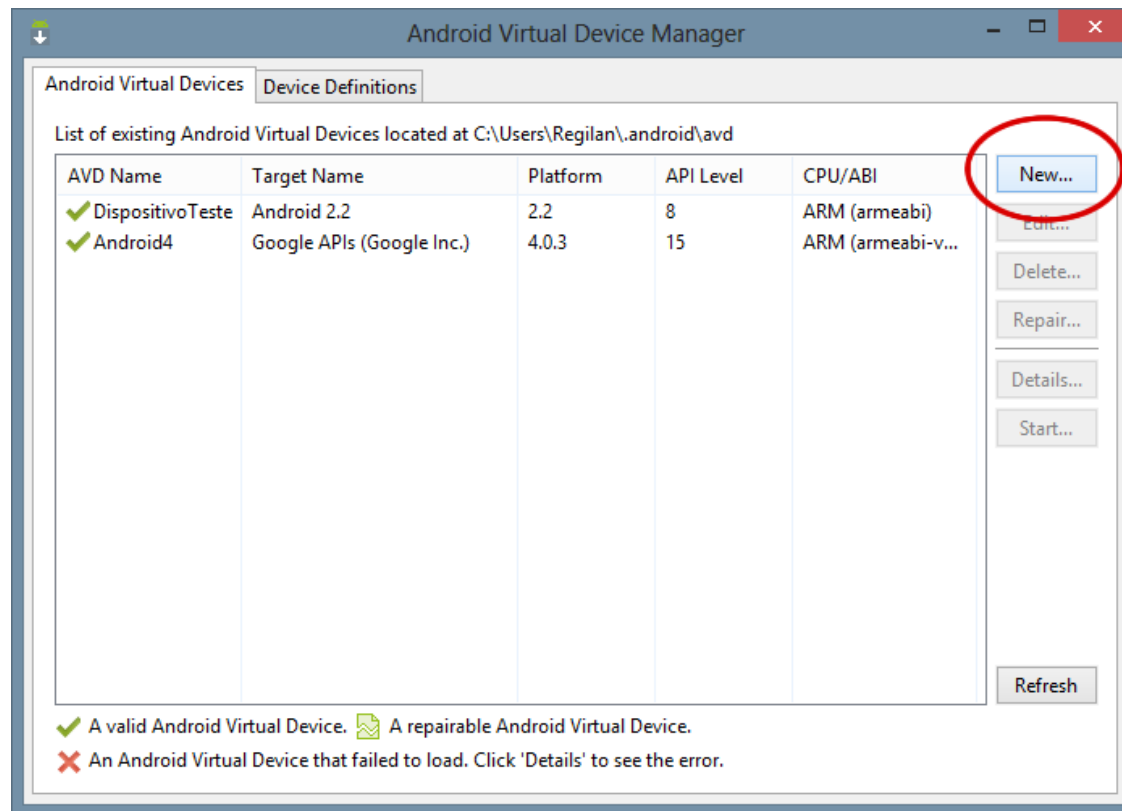 Android Virtual Device Manager
Android Virtual Devices
Device Definitions
List of existing Android Virtual Devices located at C:\Users\Regilan\.android\avd
AVD Name Target Name Platform API Level CPU/ABI
DispositivoTeste Android 2.2 2.2 8 ARM (armeabi)
Android4 Google APIs (Google Inc.) 4.0.3 15 ARM (armeabi-v...
New...
Edit...
Delete...
Repair...
Details...
Start...
Refresh
A valid Android Virtual Device. A repairable Android Virtual Device.
An Android Virtual Device that failed to load. Click 'Details' to see the error.